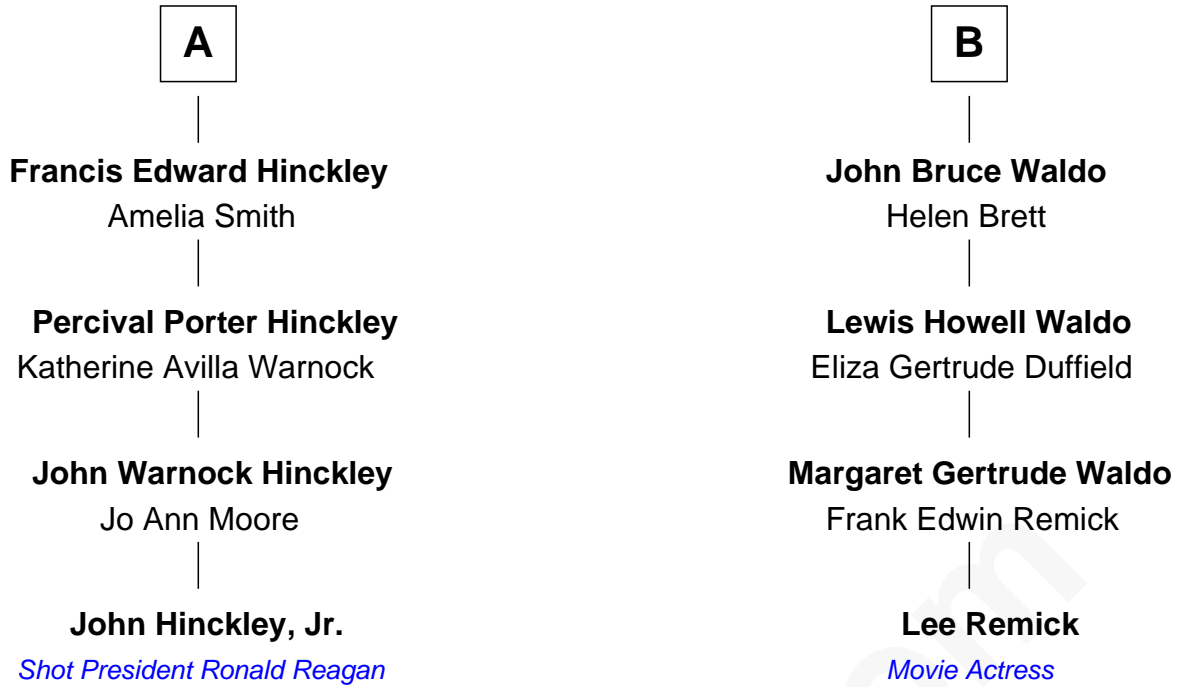 A
Francis Edward Hinckley
Amelia Smith
Percival Porter Hinckley
Katherine Avilla Warnock
John Warnock Hinckley
Jo Ann Moore
John Hinckley, Jr.
Shot President Ronald Reagan
B
John Bruce Waldo
Helen Brett
Lewis Howell Waldo
Eliza Gertrude Duffield
Margaret Gertrude Waldo
Frank Edwin Remick
Lee Remick
Movie Actress